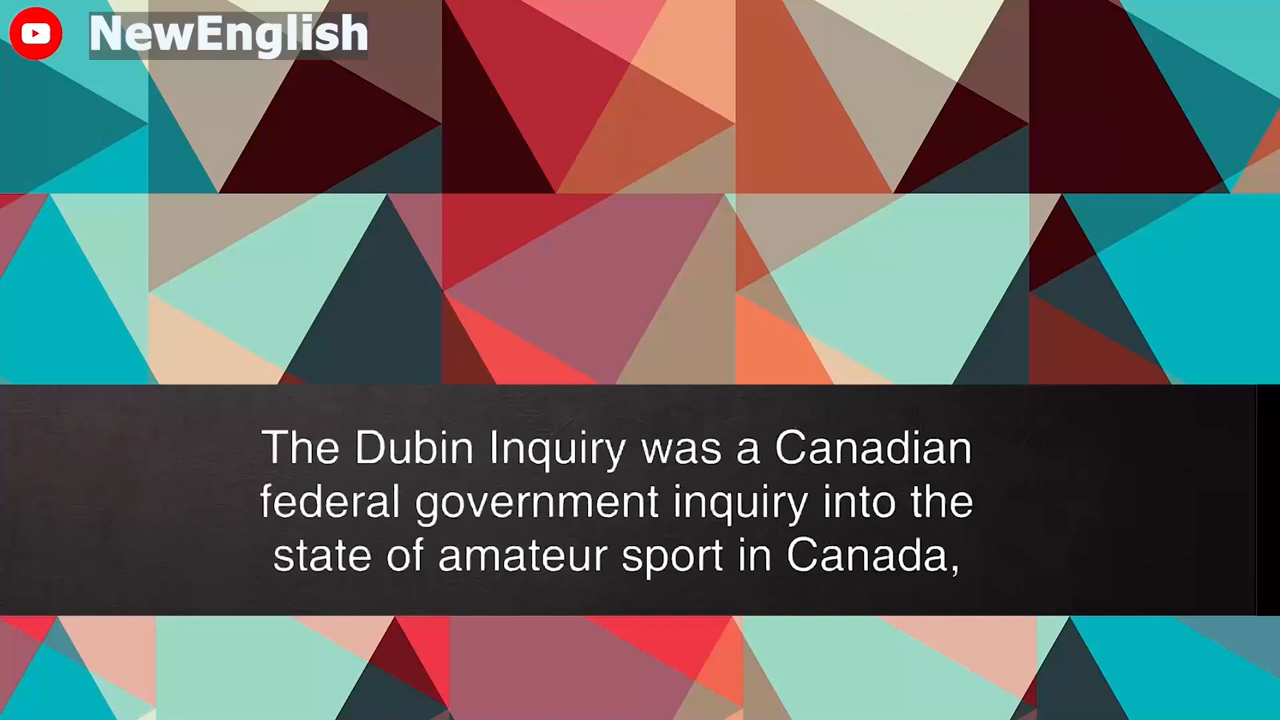 NewEnglish
The Dubin Inquiry was a Canadian
federal government inquiry into the
state of amateur sport in Canada,